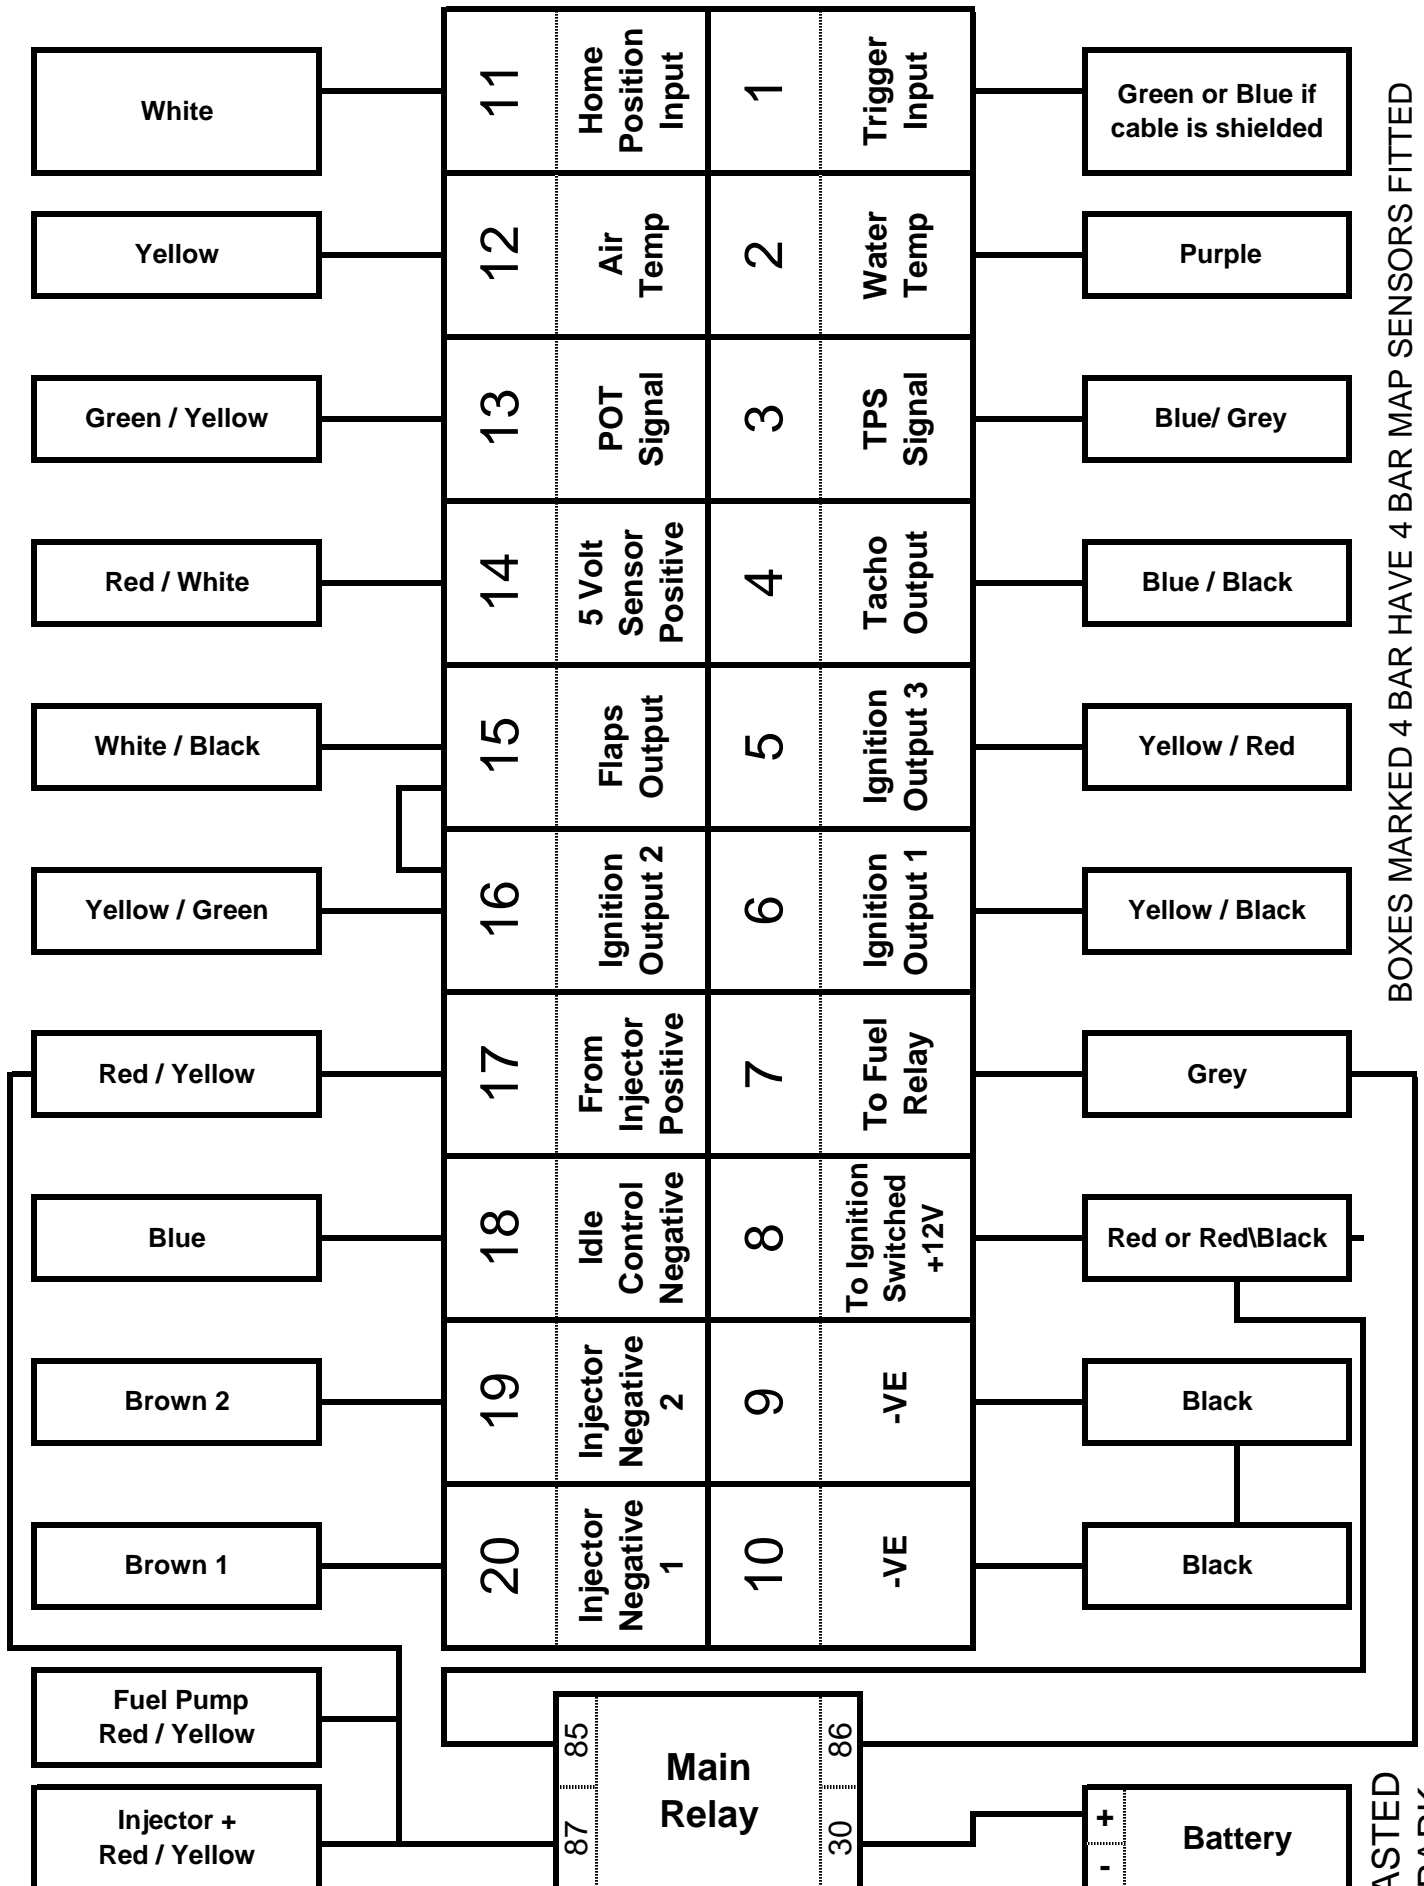 White
11
Home
Position
Input
1
Trigger
Input
Green or Blue if
cable is shielded
Yellow
12
Air
Temp
2
Water
Temp
Purple
Green / Yellow
13
POT
Signal
3
TPS
Signal
Blue/ Grey
Red / White
14
5 Volt
Sensor
Positive
4
Tacho
Output
Blue / Black
White / Black
15
Flaps
Output
5
Ignition
Output 3
Yellow / Red
Yellow / Green
16
Ignition
Output 2
6
Ignition
Output 1
Yellow / Black
Red / Yellow
17
From
Injector
Positive
7
To Fuel
Relay
Grey
Blue
18
Idle
Control
Negative
8
To Ignition
Switched
+12V
Red or Red\Black
Brown 2
19
Injector
Negative
2
9
-VE
Black
Brown 1
20
Injector
Negative
1
10
-VE
Black
Fuel Pump
Red / Yellow
Injector +
Red / Yellow
85
87
Main
Relay
86
30
+
-
Battery
BOXES MARKED 4 BAR HAVE 4 BAR MAP SENSORS FITTED